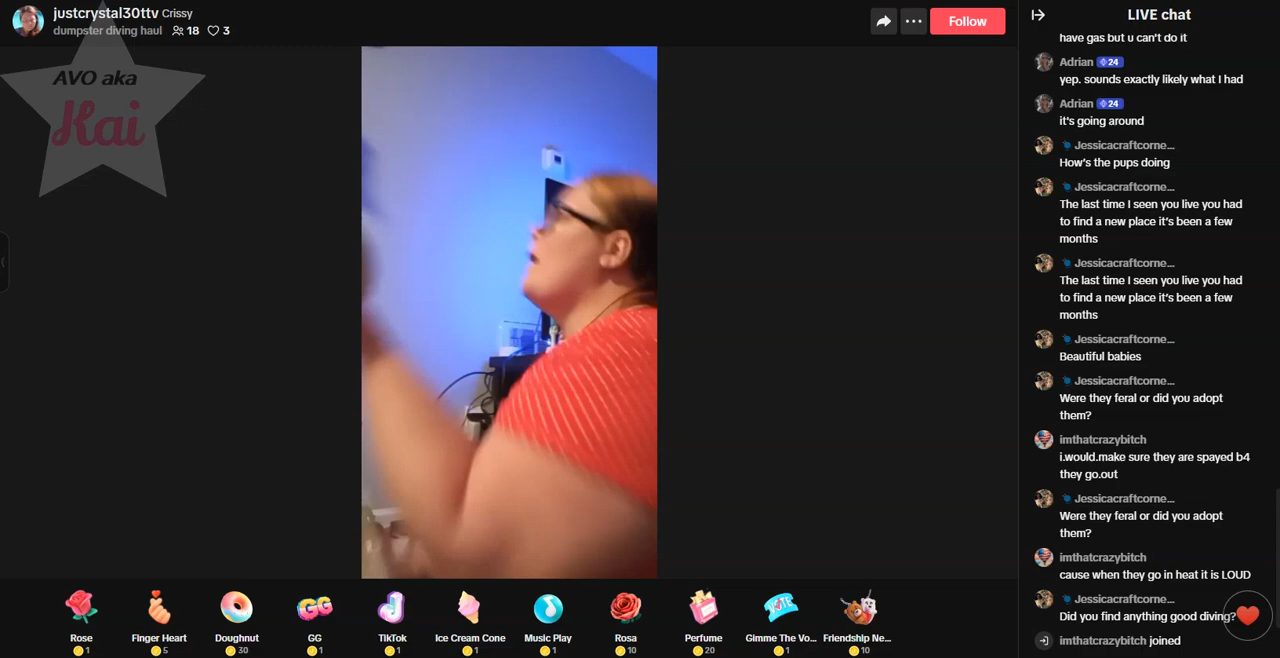 justcrystal30ttv Crissy
dumpster diving haul 18 3
Follow
AVO aka
Kai
LIVE chat
have gas but u can't do it
Adrian 24
yep. sounds exactly likely what I had
Adrian 24
it's going around
Jessicacraftcorne...
How's the pups doing
Jessicacraftcorne...
The last time I seen you live you had
to find a new place it's been a few
months
Jessicacraftcorne...
The last time I seen you live you had
to find a new place it's been a few
months
Jessicacraftcorne...
Beautiful babies
Jessicacraftcorne...
Were they feral or did you adopt
them?
imthatcrazybitch
i.would.make sure they are spayed b4
they go.out
Jessicacraftcorne...
Were they feral or did you adopt
them?
imthatcrazybitch
cause when they go in heat it is LOUD
Jessicacraftcorne...
Did you find anything good diving?
imthatcrazybitch joined
GG
VOTE
Rose
1
Finger Heart
5
Doughnut
30
GG
1
TikTok
1
Ice Cream Cone
1
Music Play
1
Rosa
10
Perfume
20
Gimme The Vo...
1
Friendship Ne...
10